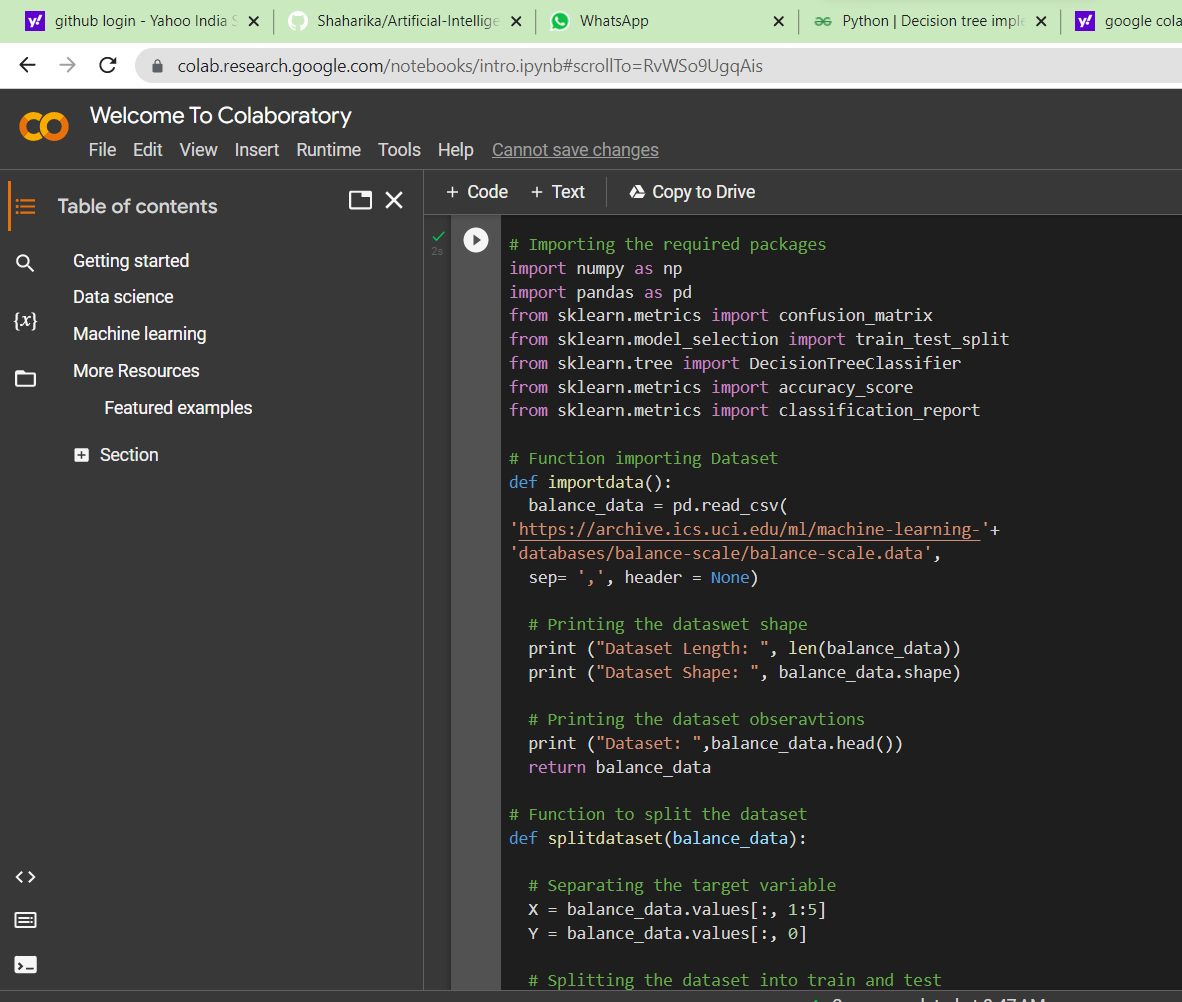 github login - Yahoo India S
Shaharika/Artificial-Intellige
WhatsApp
Python | Decision tree imple
google cola
colab.research.google.com/notebooks/intro.ipynb#scrollTo=RvWSo9UgqAis
Welcome To Colaboratory
File Edit View Insert Runtime Tools Help Cannot save changes
Table of contents
+ Code + Text Copy to Drive
Getting started
Data science
Machine learning
More Resources
Featured examples
Section
{x}
2s
# Importing the required packages
import numpy as np
import pandas as pd
from sklearn.metrics import confusion_matrix
from sklearn.model_selection import train_test_split
from sklearn.tree import DecisionTreeClassifier
from sklearn.metrics import accuracy_score
from sklearn.metrics import classification_report
# Function importing Dataset
def importdata():
balance_data = pd.read_csv(
'https://archive.ics.uci.edu/ml/machine-learning-'+
'databases/balance-scale/balance-scale.data',
sep= ',', header = None)
# Printing the dataswet shape
print ("Dataset Length: ", len(balance_data))
print ("Dataset Shape: ", balance_data.shape)
# Printing the dataset obseravtions
print ("Dataset: ",balance_data.head())
return balance_data
# Function to split the dataset
def splitdataset(balance_data):
# Separating the target variable
X = balance_data.values[:, 1:5]
Y = balance_data.values[:, 0]
# Splitting the dataset into train and test